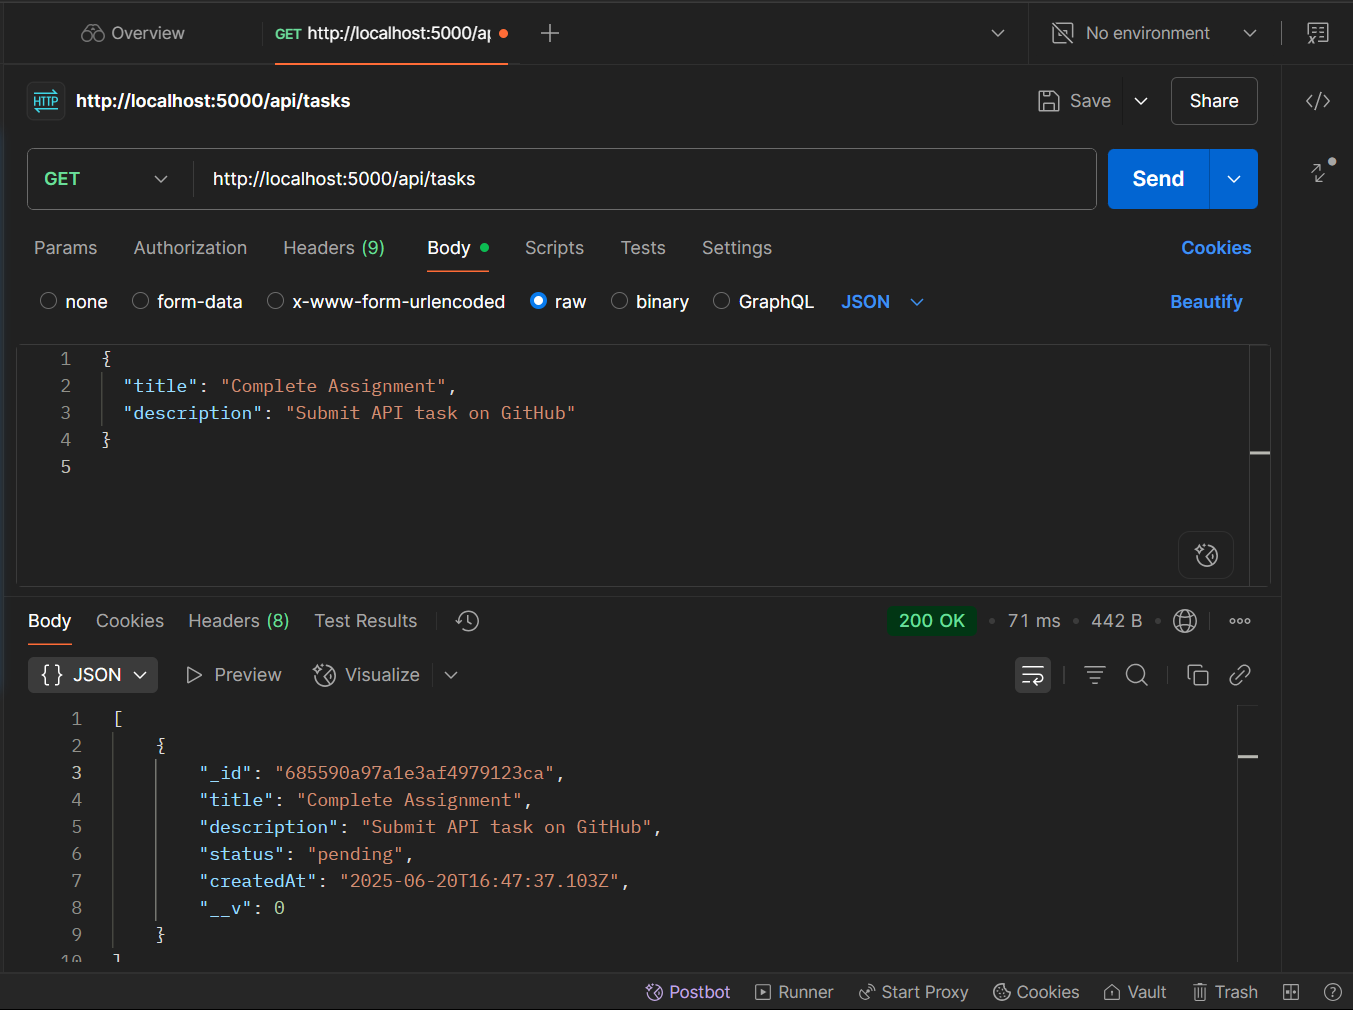 Overview GET http://localhost:5000/ap No environment
HTTP http://localhost:5000/api/tasks Save Share
GET http://localhost:5000/api/tasks Send
Params Authorization Headers (9) Body Scripts Tests Settings Cookies
none form-data x-www-form-urlencoded raw binary GraphQL JSON Beautify
1 {
2 "title": "Complete Assignment",
3 "description": "Submit API task on GitHub"
4 }
5
Body Cookies Headers (8) Test Results 200 OK • 71 ms • 442 B •
{} JSON Preview Visualize
1 [
2 {
3 "_id": "685590a97a1e3af4979123ca",
4 "title": "Complete Assignment",
5 "description": "Submit API task on GitHub",
6 "status": "pending",
7 "createdAt": "2025-06-20T16:47:37.103Z",
8 "__v": 0
9 }
10 ]
Postbot Runner Start Proxy Cookies Vault Trash